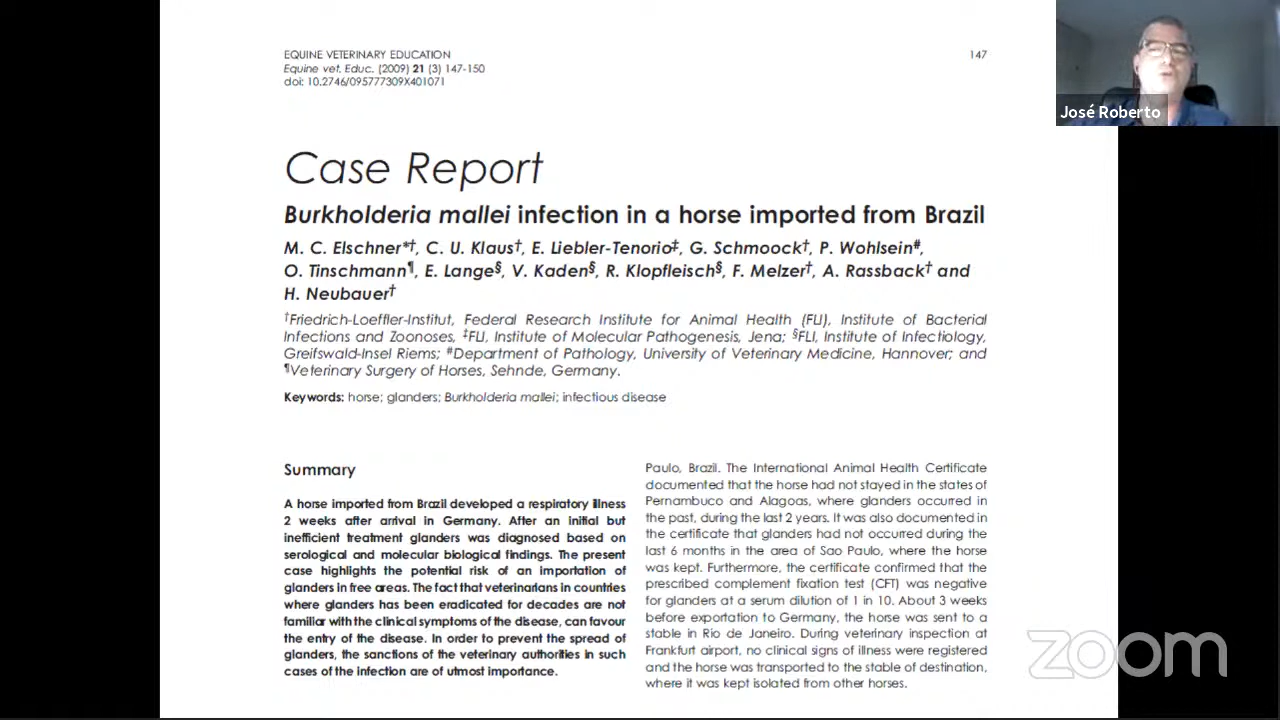 EQUINE VETERINARY EDUCATION
Equine vet. Educ. (2009) 21 (3) 147-150
doi: 10.2746/095777309X401071
147
José Roberto
Case Report
Burkholderia mallei infection in a horse imported from Brazil
M. C. Elschner*†, C. U. Klaus†, E. Liebler-Tenorio‡, G. Schmoock†, P. Wohlsein#,
O. Tinschmann¶, E. Lange§, V. Kaden§, R. Klopfleisch§, F. Melzer†, A. Rassback† and
H. Neubauer†
†Friedrich-Loeffler-Institut, Federal Research Institute for Animal Health (FLI), Institute of Bacterial
Infections and Zoonoses, ‡FLI, Institute of Molecular Pathogenesis, Jena; §FLI, Institute of Infectiology,
Greifswald-Insel Riems; #Department of Pathology, University of Veterinary Medicine, Hannover; and
¶Veterinary Surgery of Horses, Sehnde, Germany.
Keywords: horse; glanders; Burkholderia mallei; infectious disease
Summary
A horse imported from Brazil developed a respiratory illness
2 weeks after arrival in Germany. After an initial but
inefficient treatment glanders was diagnosed based on
serological and molecular biological findings. The present
case highlights the potential risk of an importation of
glanders in free areas. The fact that veterinarians in countries
where glanders has been eradicated for decades are not
familiar with the clinical symptoms of the disease, can favour
the entry of the disease. In order to prevent the spread of
glanders, the sanctions of the veterinary authorities in such
cases of the infection are of utmost importance.
Paulo, Brazil. The International Animal Health Certificate
documented that the horse had not stayed in the states of
Pernambuco and Alagoas, where glanders occurred in
the past, during the last 2 years. It was also documented in
the certificate that glanders had not occurred during the
last 6 months in the area of Sao Paulo, where the horse
was kept. Furthermore, the certificate confirmed that the
prescribed complement fixation test (CFT) was negative
for glanders at a serum dilution of 1 in 10. About 3 weeks
before exportation to Germany, the horse was sent to a
stable in Rio de Janeiro. During veterinary inspection at
Frankfurt airport, no clinical signs of illness were registered
and the horse was transported to the stable of destination,
where it was kept isolated from other horses.
zoom